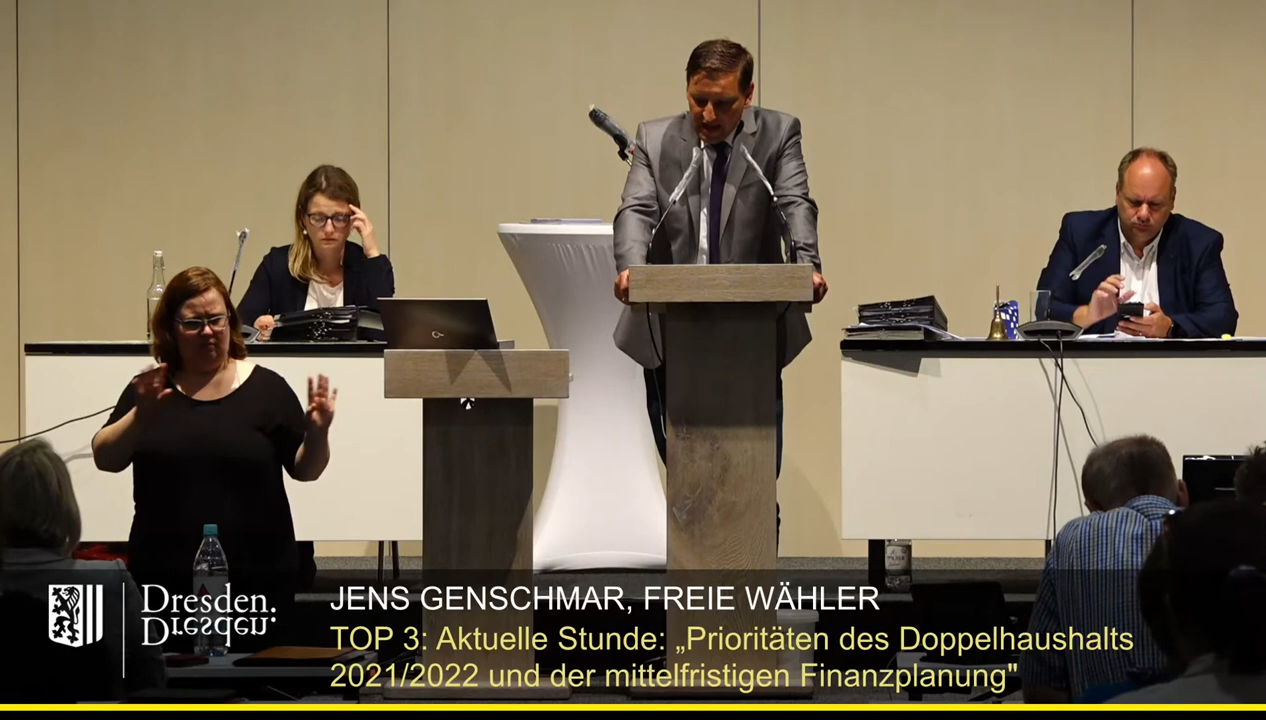 Dresden.
Dresden.
JENS GENSCHMAR, FREIE WÄHLER
TOP 3: Aktuelle Stunde: „Prioritäten des Doppelhaushalts
2021/2022 und der mittelfristigen Finanzplanung"